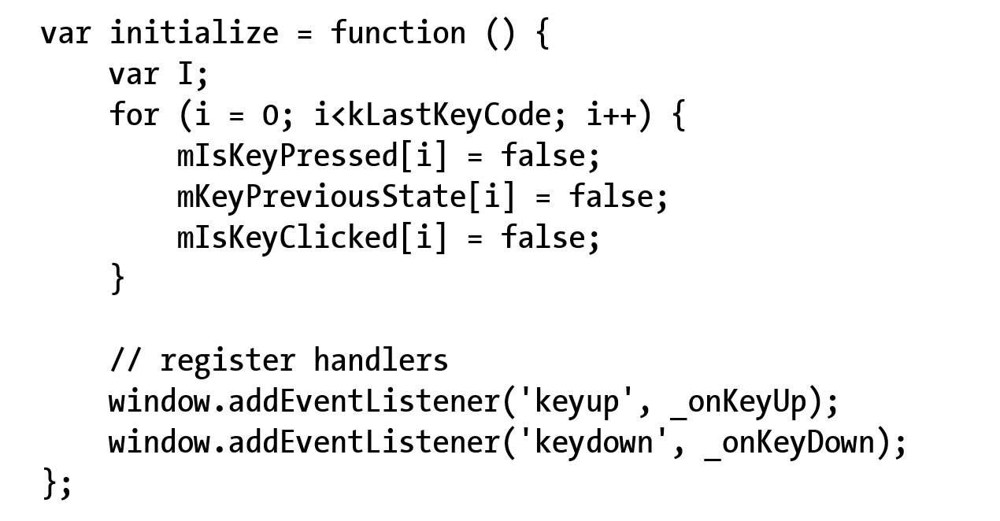 var initialize = function () {
    var I;
    for (i = 0; i<kLastKeyCode; i++) {
        mIsKeyPressed[i] = false;
        mKeyPreviousState[i] = false;
        mIsKeyClicked[i] = false;
    }

    // register handlers
    window.addEventListener('keyup', _onKeyUp);
    window.addEventListener('keydown', _onKeyDown);
};